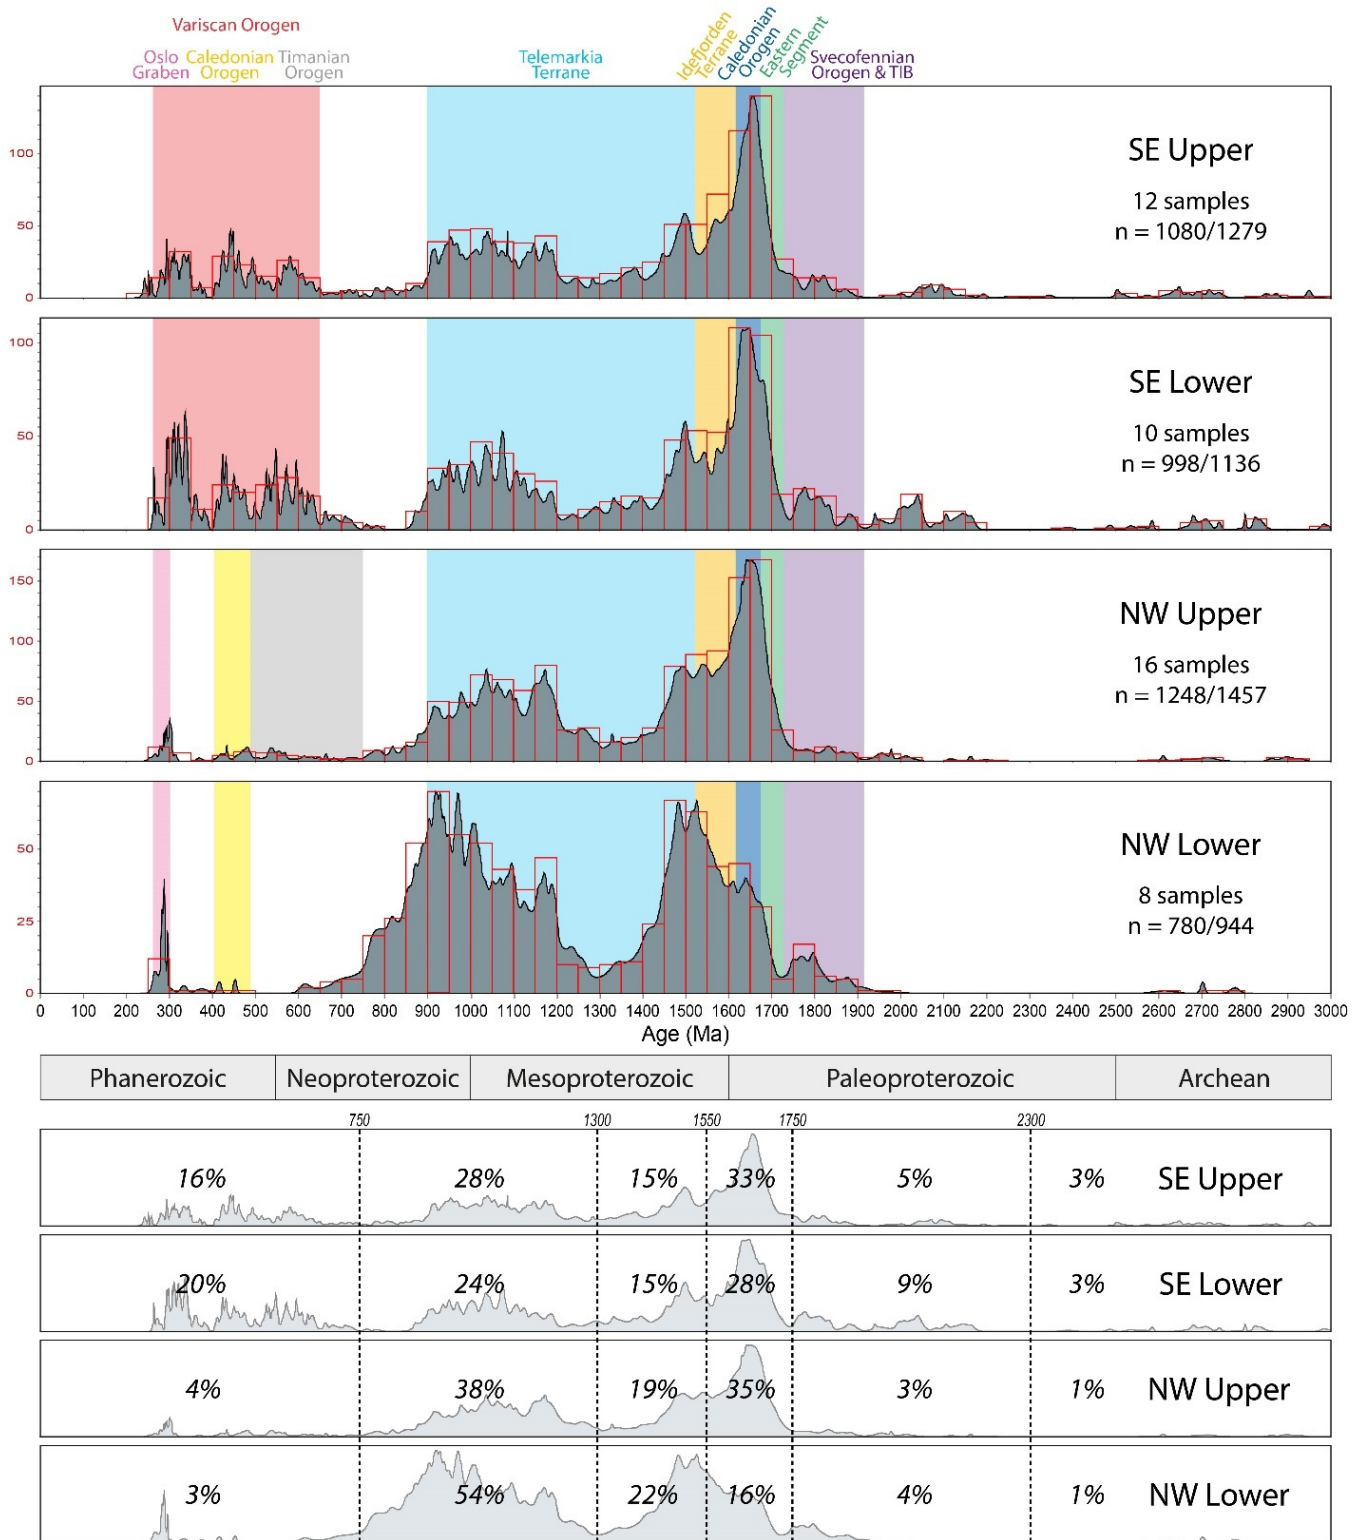 Variscan Orogen
Oslo Graben
Caledonian Orogen
Timanian Orogen
Telemarkia Terrane
Idefjorden Terrane
Caledonian Orogen
Eastern Segment
Svecofennian Orogen & TIB
100
50
0
SE Upper
12 samples
n = 1080/1279
100
50
0
SE Lower
10 samples
n = 998/1136
150
100
50
0
NW Upper
16 samples
n = 1248/1457
50
25
0
NW Lower
8 samples
n = 780/944
0 100 200 300 400 500 600 700 800 900 1000 1100 1200 1300 1400 1500 1600 1700 1800 1900 2000 2100 2200 2300 2400 2500 2600 2700 2800 2900 3000
Age (Ma)
Phanerozoic Neoproterozoic Mesoproterozoic Paleoproterozoic Archean
750 1300 1550 1750 2300
16% 28% 15% 33% 5% 3% SE Upper
20% 24% 15% 28% 9% 3% SE Lower
4% 38% 19% 35% 3% 1% NW Upper
3% 54% 22% 16% 4% 1% NW Lower